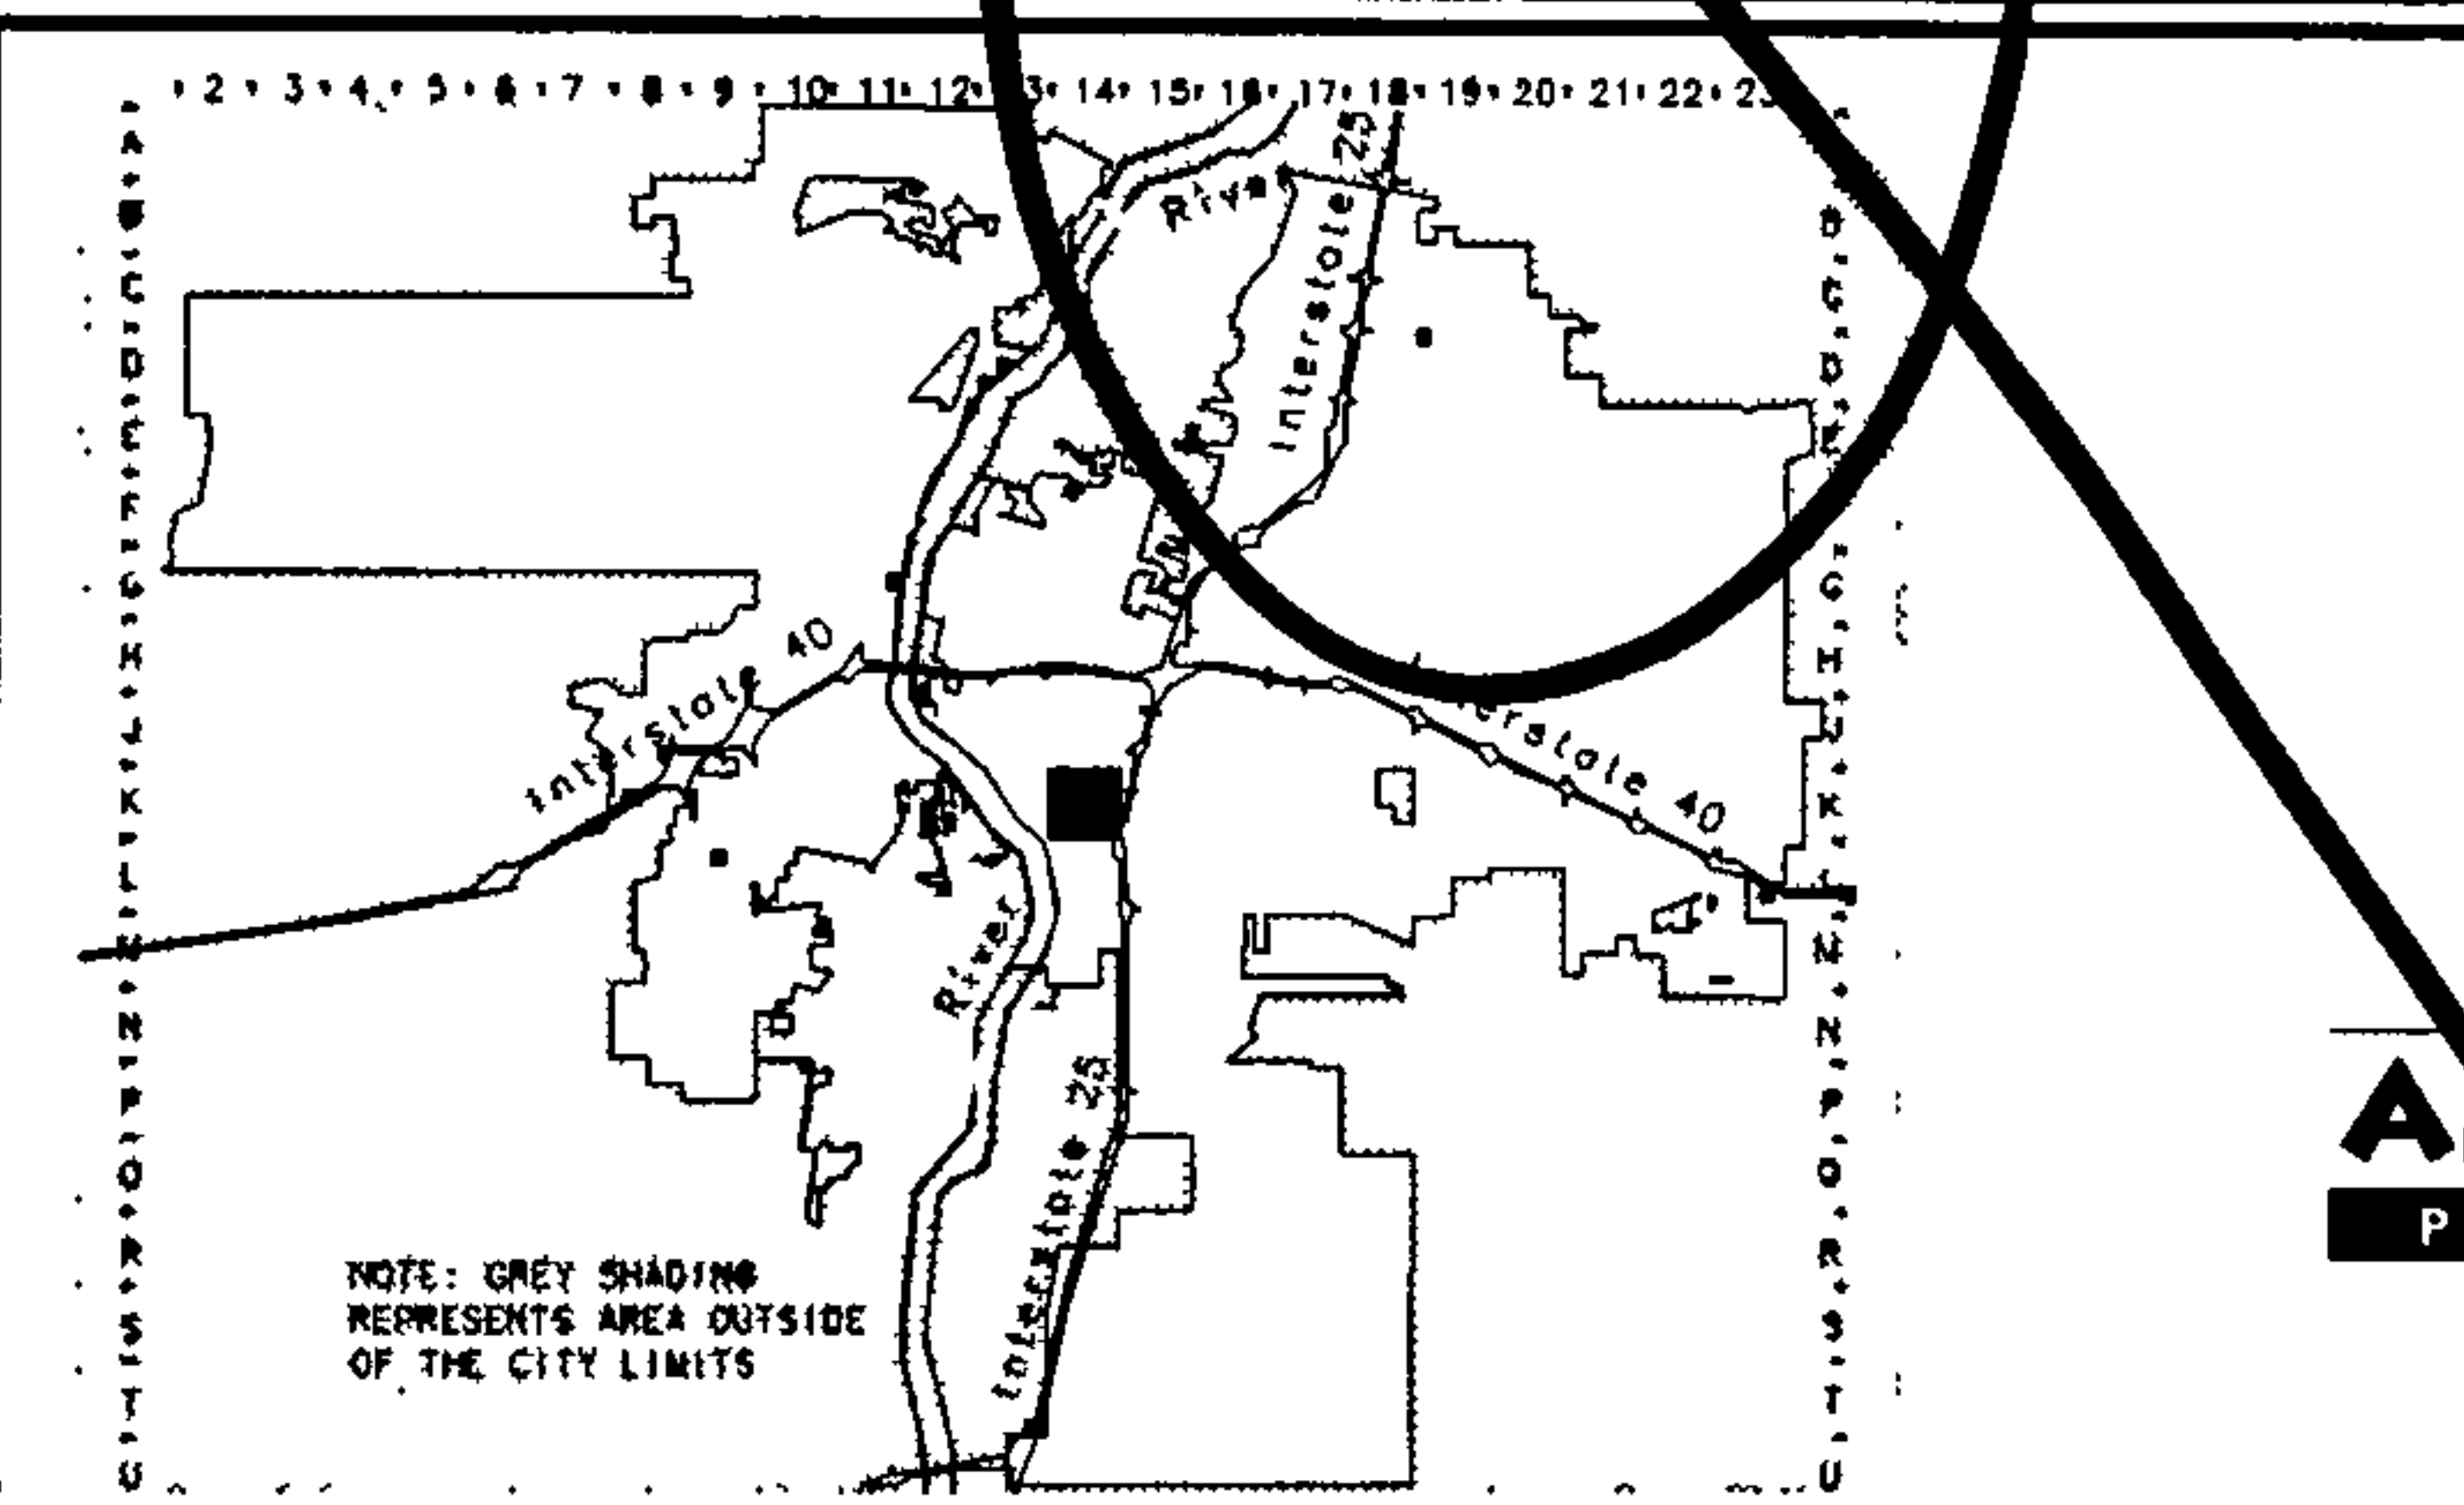 2 3 4 5 6 7 8 9 10 11 12 13 14 15 16 17 18 19 20 21 22 23
A
B B
C C
D D
E E
F F
G G
H H
J J
K K
L
M M
N N
P P
O O
R R
S S
T T
U U
River
Interstate 25
Interstate 40
40
River
Interstate 25
NOTE: GREY SHADING
REPRESENTS AREA OUTSIDE
OF THE CITY LIMITS
A
P